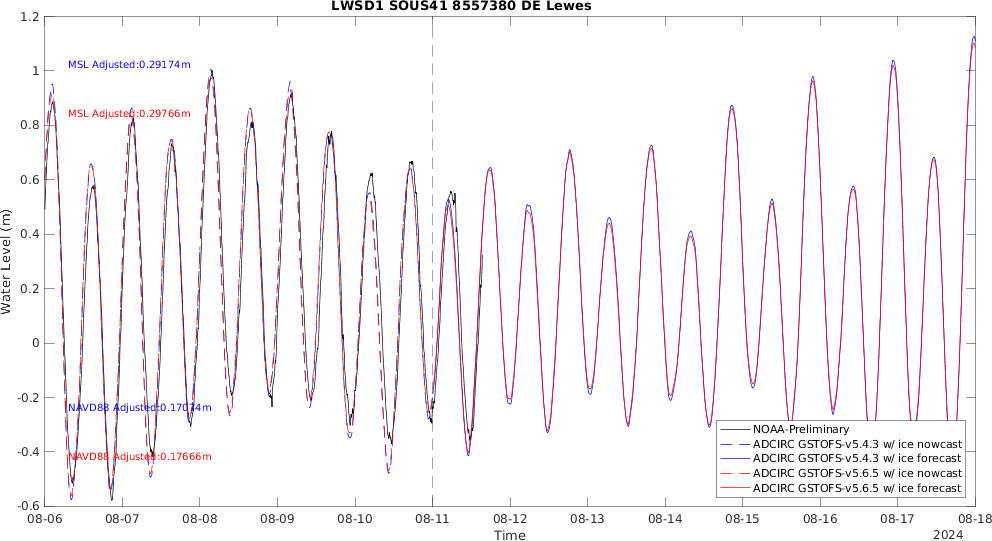 LWSD1 SOUS41 8557380 DE Lewes
1.2
1
0.8
0.6
0.4
0.2
0
-0.2
-0.4
-0.6
Water Level (m)
MSL Adjusted:0.29174m
MSL Adjusted:0.29766m
NAVD88 Adjusted:0.17074m
NAVD88 Adjusted:0.17666m
NOAA-Preliminary
ADCIRC GSTOFS-v5.4.3 w/ ice nowcast
ADCIRC GSTOFS-v5.4.3 w/ ice forecast
ADCIRC GSTOFS-v5.6.5 w/ ice nowcast
ADCIRC GSTOFS-v5.6.5 w/ ice forecast
08-06 08-07 08-08 08-09 08-10 08-11 08-12 08-13 08-14 08-15 08-16 08-17 08-18
Time
2024